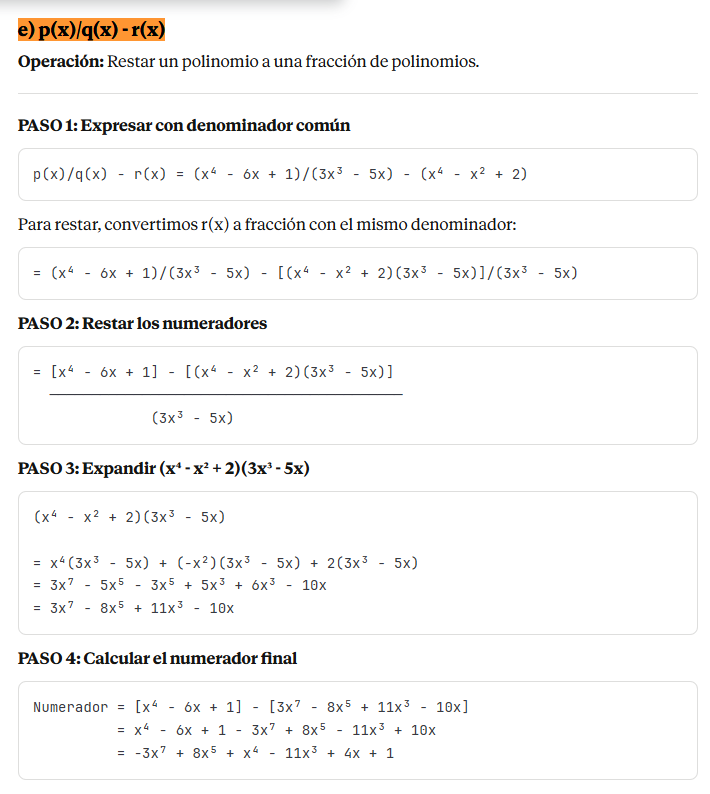 e) p(x)/q(x) - r(x)
Operación: Restar un polinomio a una fracción de polinomios.
PASO 1: Expresar con denominador común
p(x)/q(x) - r(x) = (x⁴ - 6x + 1)/(3x³ - 5x) - (x⁴ - x² + 2)
Para restar, convertimos r(x) a fracción con el mismo denominador:
= (x⁴ - 6x + 1)/(3x³ - 5x) - [(x⁴ - x² + 2)(3x³ - 5x)]/(3x³ - 5x)
PASO 2: Restar los numeradores
= [x⁴ - 6x + 1] - [(x⁴ - x² + 2)(3x³ - 5x)]
(3x³ - 5x)
PASO 3: Expandir (x⁴ - x² + 2)(3x³ - 5x)
(x⁴ - x² + 2)(3x³ - 5x)
= x⁴(3x³ - 5x) + (-x²)(3x³ - 5x) + 2(3x³ - 5x)
= 3x⁷ - 5x⁵ - 3x⁵ + 5x³ + 6x³ - 10x
= 3x⁷ - 8x⁵ + 11x³ - 10x
PASO 4: Calcular el numerador final
Numerador = [x⁴ - 6x + 1] - [3x⁷ - 8x⁵ + 11x³ - 10x]
= x⁴ - 6x + 1 - 3x⁷ + 8x⁵ - 11x³ + 10x
= -3x⁷ + 8x⁵ + x⁴ - 11x³ + 4x + 1